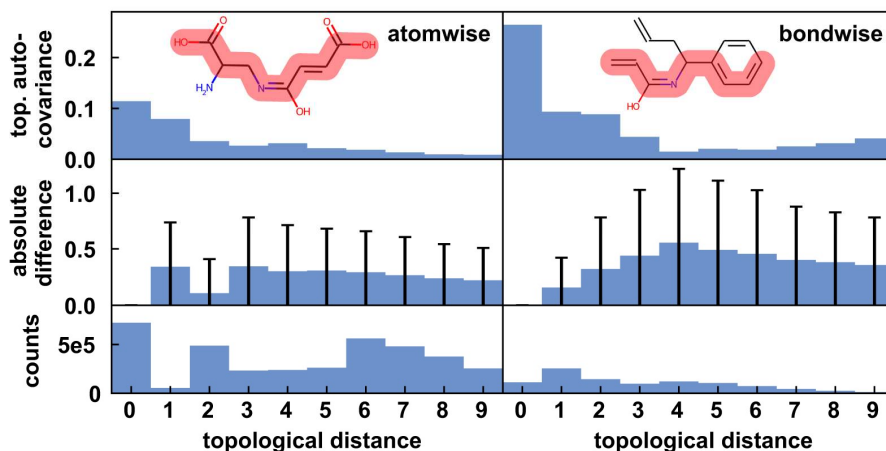 atomwise
bondwise
top. auto-
covariance
0.2
0.1
0.0
O
HO
O
OH
H₂N
N
OH
N
HO
absolute
difference
1.0
0.5
0.0
counts
5e5
0
0 1 2 3 4 5 6 7 8 9
0 1 2 3 4 5 6 7 8 9
topological distance
topological distance